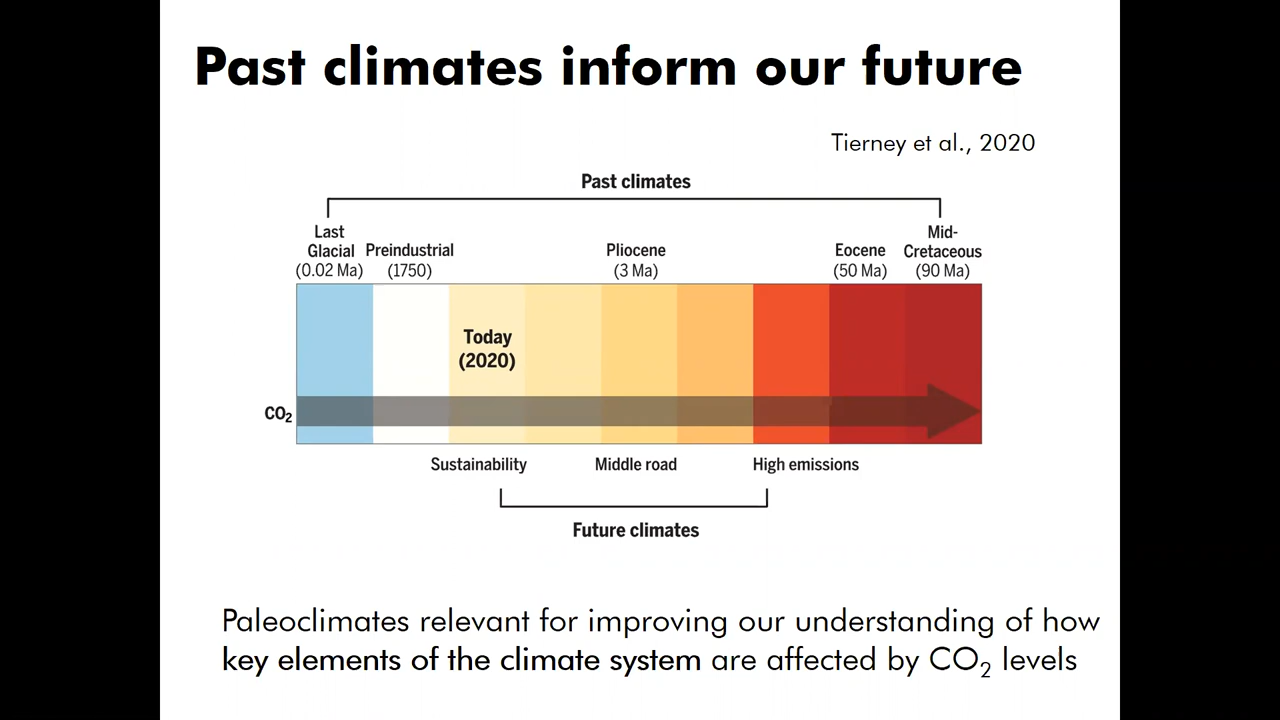 Past climates inform our future
Tierney et al., 2020
Past climates
Last
Glacial
(0.02 Ma)
Preindustrial
(1750)
Pliocene
(3 Ma)
Eocene
(50 Ma)
Mid-
Cretaceous
(90 Ma)
Today
(2020)
CO₂
Sustainability
Middle road
High emissions
Future climates
Paleoclimates relevant for improving our understanding of how
key elements of the climate system are affected by CO₂ levels